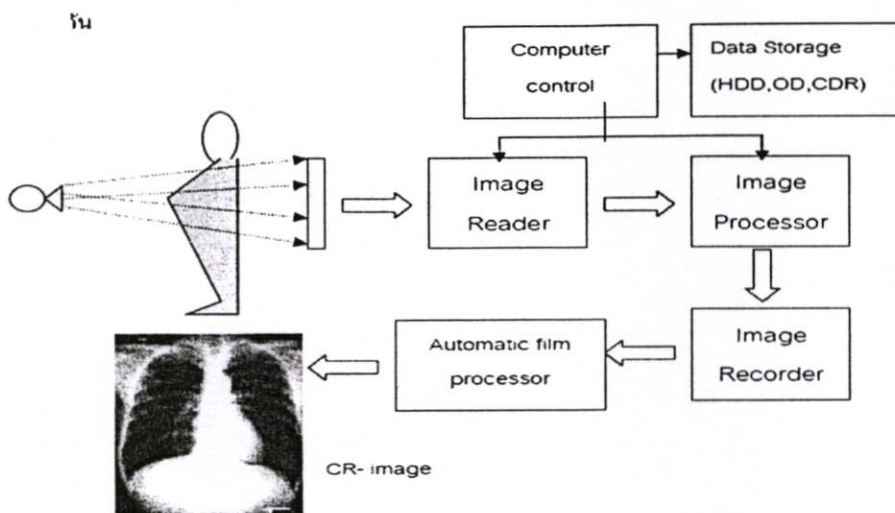 วัน
Computer
control
Data Storage
(HDD,OD,CDR)
Image
Reader
Image
Processor
Automatic film
processor
Image
Recorder
CR- image